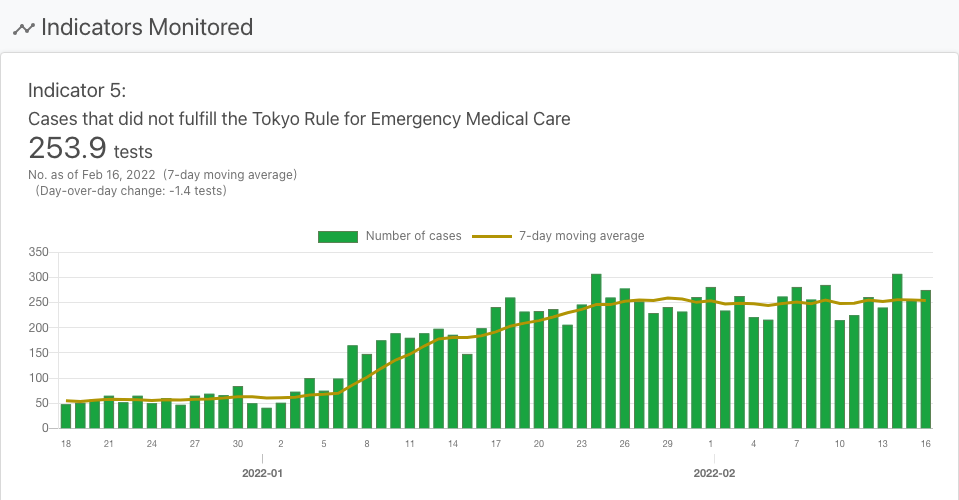 Indicators Monitored
Indicator 5:
Cases that did not fulfill the Tokyo Rule for Emergency Medical Care
253.9 tests
No. as of Feb 16, 2022 (7-day moving average)
(Day-over-day change: -1.4 tests)
Number of cases 7-day moving average
350
300
250
200
150
100
50
0
18 21 24 27 30 2 5 8 11 14 17 20 23 26 29 1 4 7 10 13 16
2022-01 2022-02